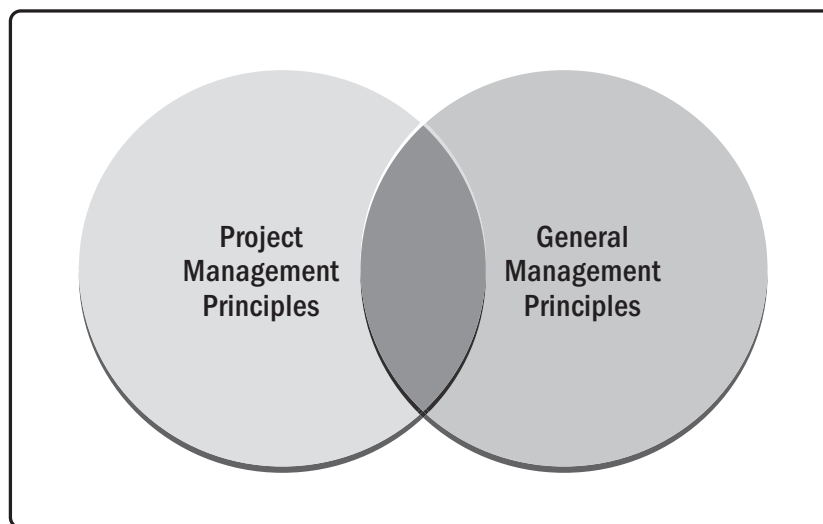 Project
Management
Principles
General
Management
Principles